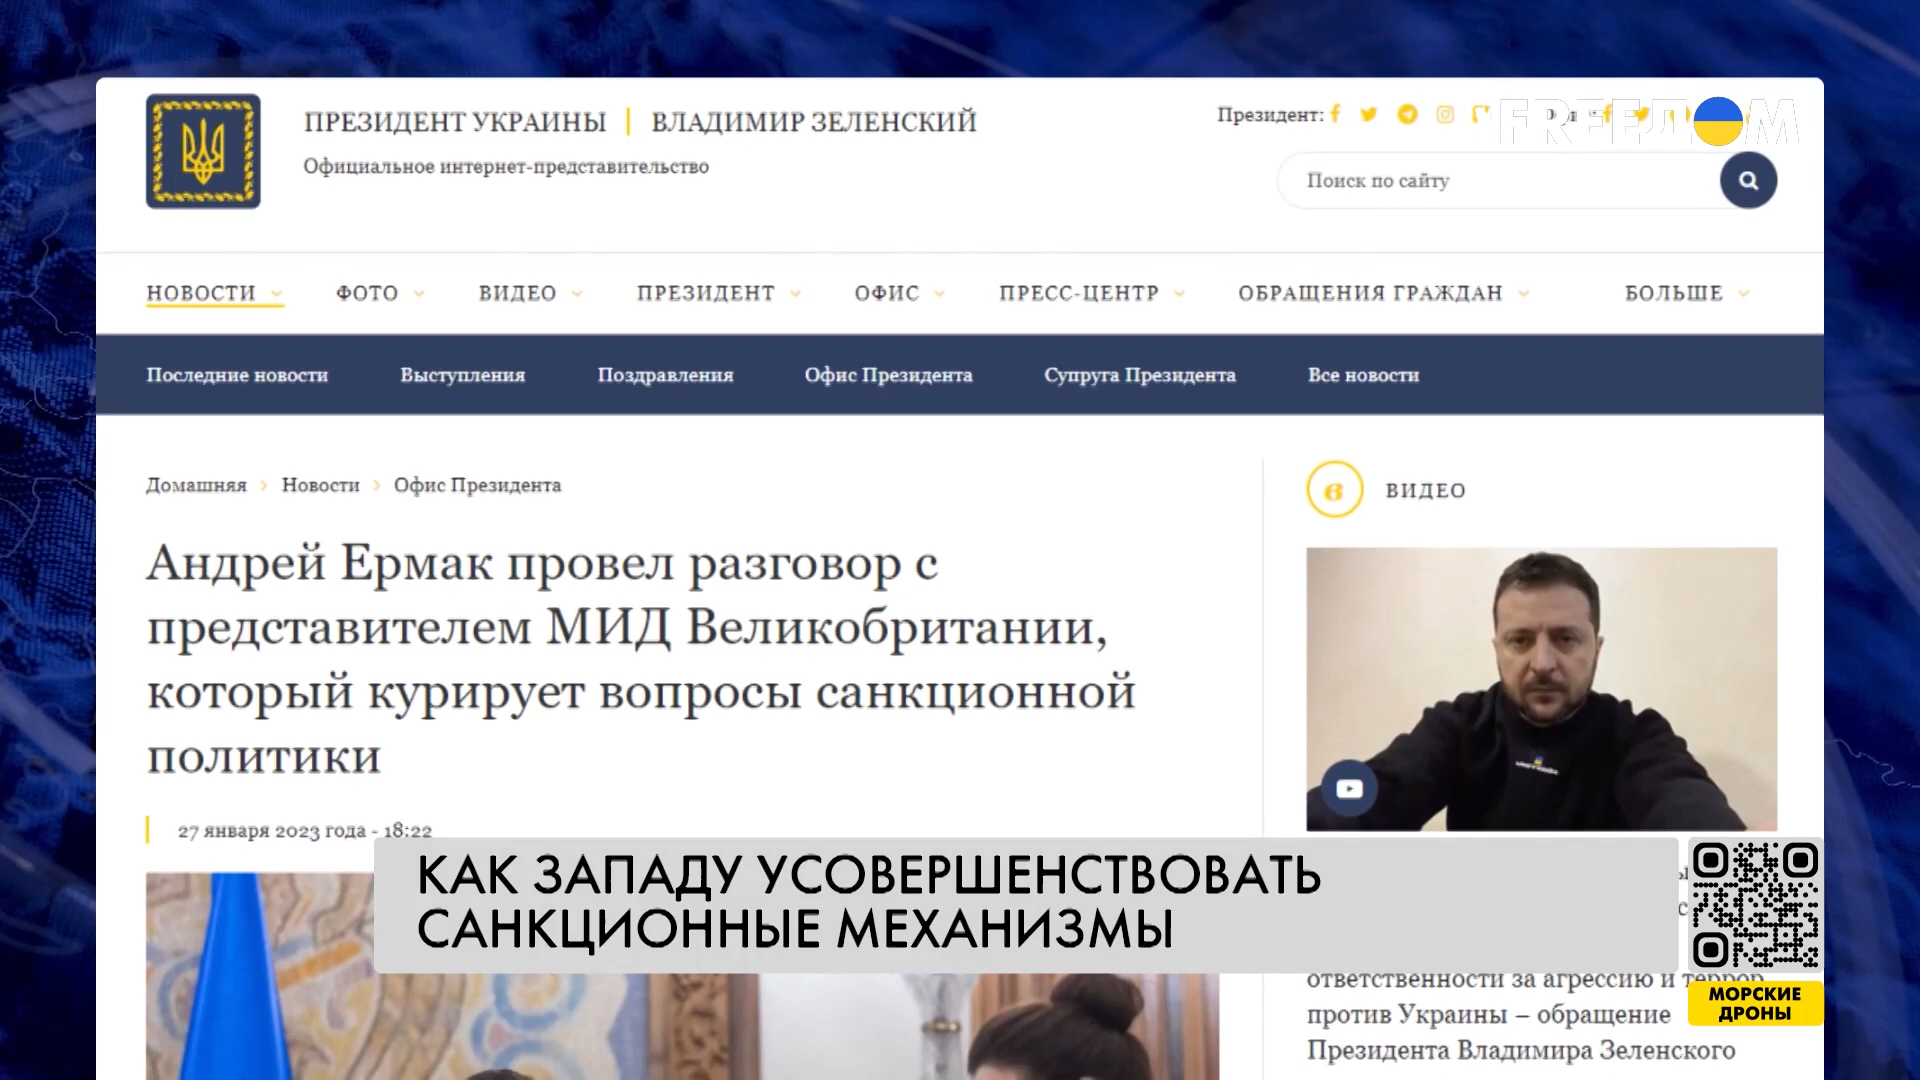 ПРЕЗИДЕНТ УКРАИНЫ | ВЛАДИМИР ЗЕЛЕНСКИЙ
Официальное интернет-представительство
Президент:
FREEДОМ
Поиск по сайту
НОВОСТИ ФОТО ВИДЕО ПРЕЗИДЕНТ ОФИС ПРЕСС-ЦЕНТР ОБРАЩЕНИЯ ГРАЖДАН БОЛЬШЕ
Последние новости Выступления Поздравления Офис Президента Супруга Президента Все новости
Домашняя > Новости > Офис Президента
Андрей Ермак провел разговор с
представителем МИД Великобритании,
который курирует вопросы санкционной
политики
27 января 2023 года - 18:22
в ВИДЕО
ответственности за агрессию и террор
против Украины – обращение
Президента Владимира Зеленского
КАК ЗАПАДУ УСОВЕРШЕНСТВОВАТЬ
САНКЦИОННЫЕ МЕХАНИЗМЫ
МОРСКИЕ
ДРОНЫ